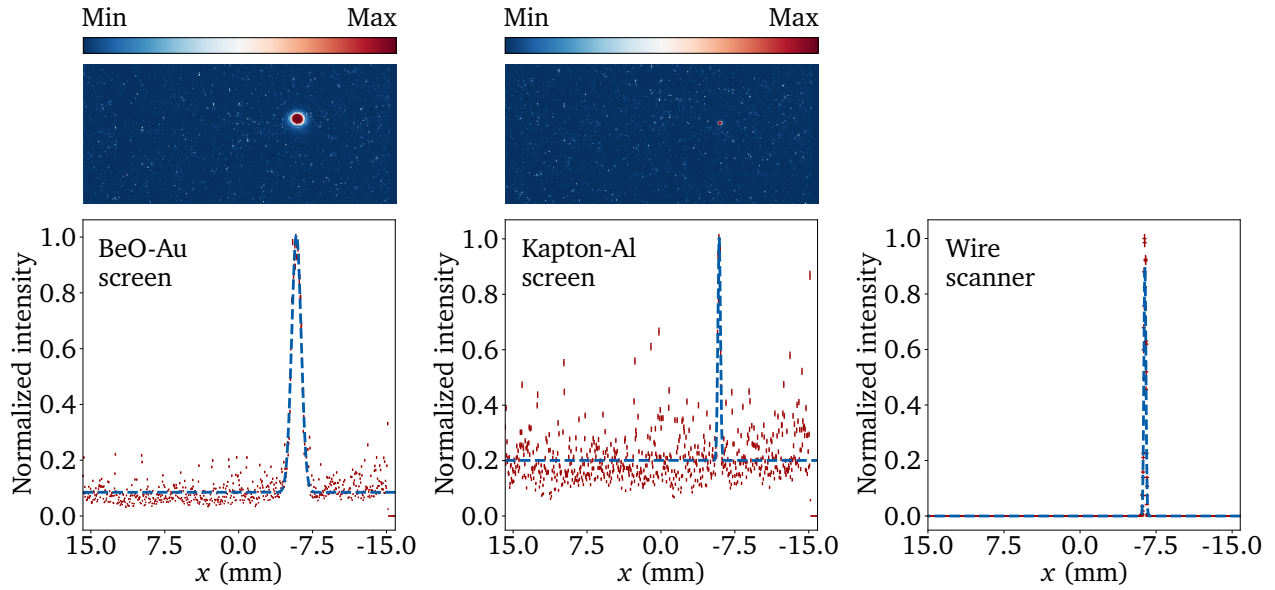 Min Max
Min Max
BeO-Au
screen
Normalized intensity
1.0
0.8
0.6
0.4
0.2
0.0
15.0 7.5 0.0 -7.5 -15.0
x (mm)
Kapton-Al
screen
Normalized intensity
1.0
0.8
0.6
0.4
0.2
0.0
15.0 7.5 0.0 -7.5 -15.0
x (mm)
Wire
scanner
Normalized intensity
1.0
0.8
0.6
0.4
0.2
0.0
15.0 7.5 0.0 -7.5 -15.0
x (mm)